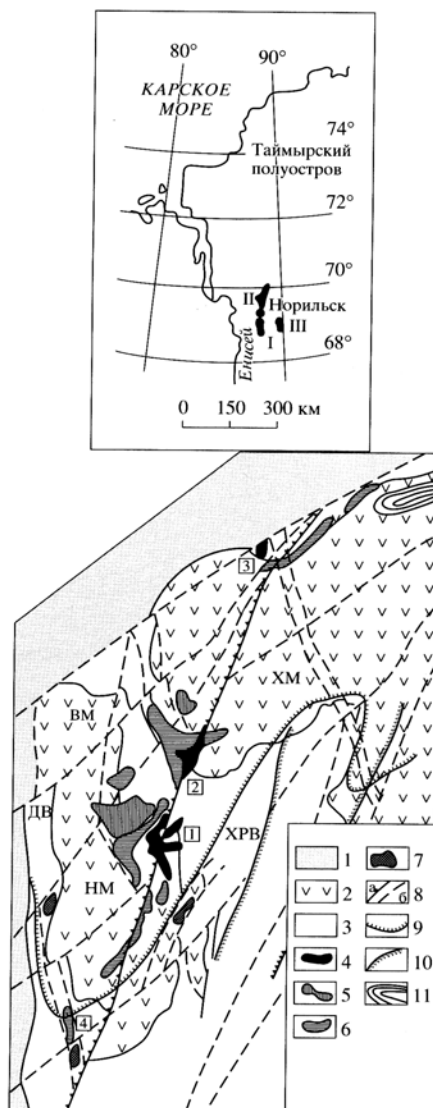 80° 90°
КАРСКОЕ
МОРЕ
74°
Таймырский
полуостров
72°
70°
II Норильск
III
I
68°
Енисей
0 150 300 км
3
ХМ
ВМ
2
ДВ
1
ХРВ
НМ
4
1 7
2 а б 8
3 9
4 10
5 11
6